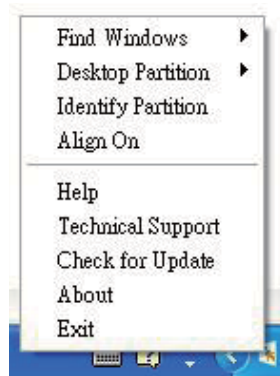 Find Windows
Desktop Partition
Identify Partition
Align On
Help
Technical Support
Check for Update
About
Exit